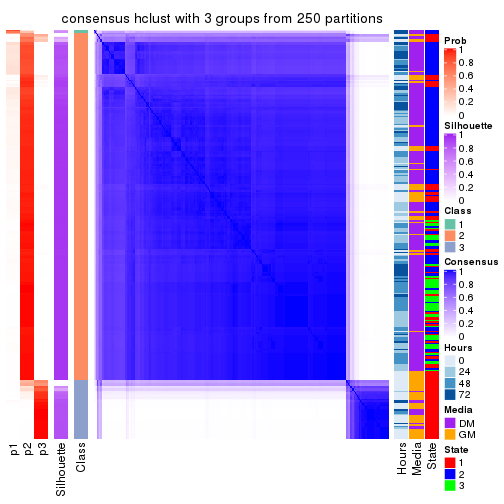 consensus hclust with 3 groups from 250 partitions
p1
p2
p3
Silhouette
Class
Hours
Media
State
Prob
1
0.8
0.6
0.4
0.2
0
Silhouette
1
0.8
0.6
0.4
0.2
0
Class
1
2
3
Consensus
1
0.8
0.6
0.4
0.2
0
Hours
0
24
48
72
Media
DM
GM
State
1
2
3